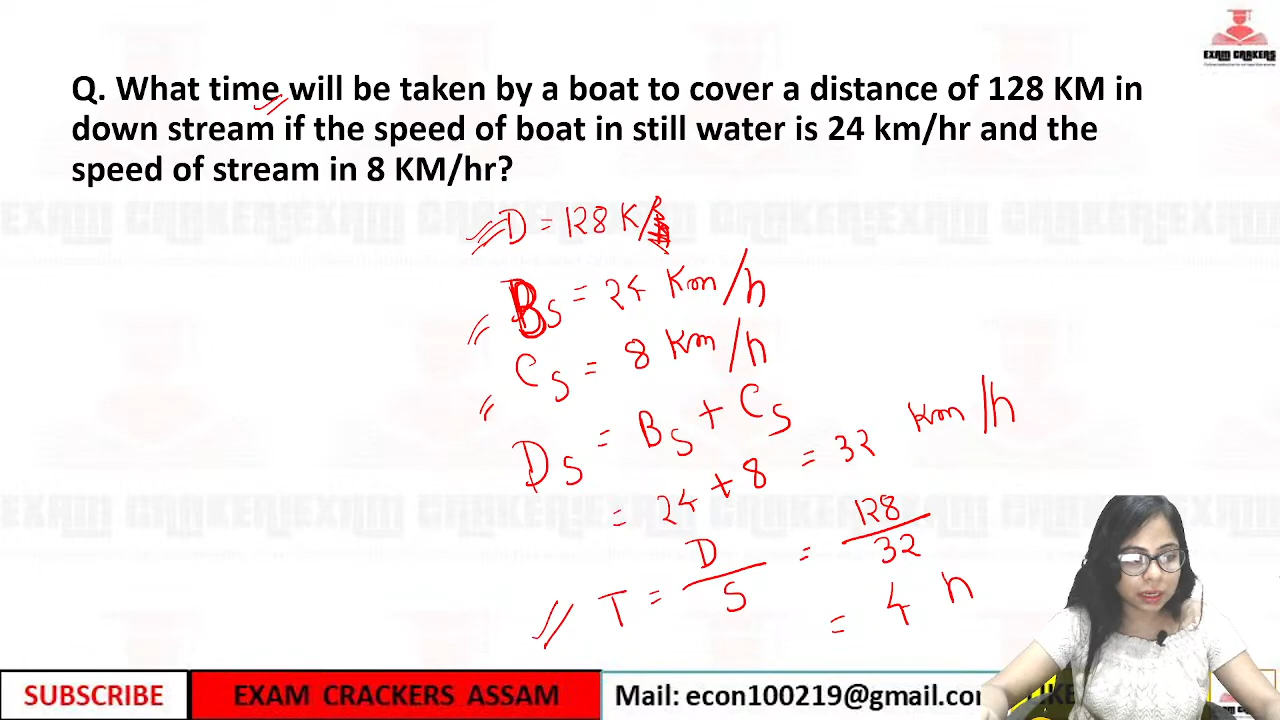 EXAM CRAKERS
Q. What time will be taken by a boat to cover a distance of 128 KM in
down stream if the speed of boat in still water is 24 km/hr and the
speed of stream in 8 KM/hr?
D = 128 K/
Bs = 24 Km/h
Cs = 8 Km/h
Ds = Bs + Cs
= 24 + 8 = 32 Km/h
T = D/S = 128/32
= 4 h
SUBSCRIBE
EXAM CRACKERS ASSAM
Mail: econ100219@gmail.co